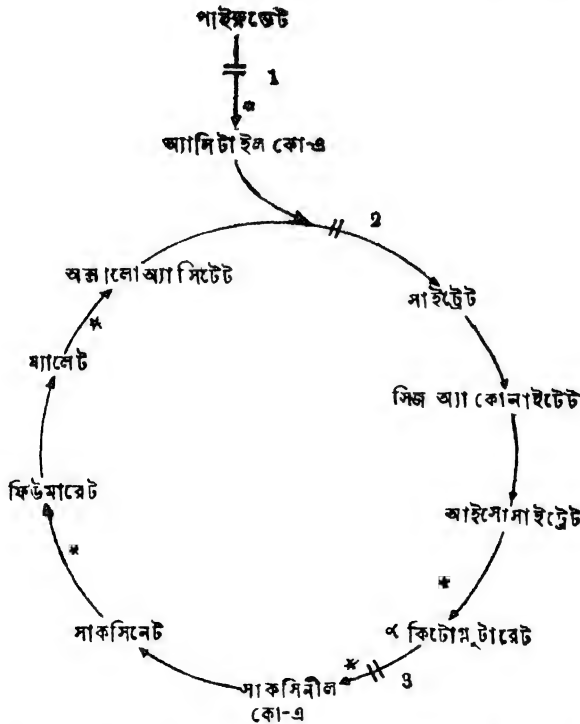 পাইরুভেট
1
*
অ্যাসিটাইল কো-এ
2
অক্সালোঅ্যাসিটেট
সাইট্রেট
*
ম্যালেট
সিজ অ্যাকোনাইটেট
ফিউমারেট
আইসোসাইট্রেট
*
*
সাকসিনেট
α কিটোগ্লুটারেট
*
3
সাকসিনীল
কো-এ